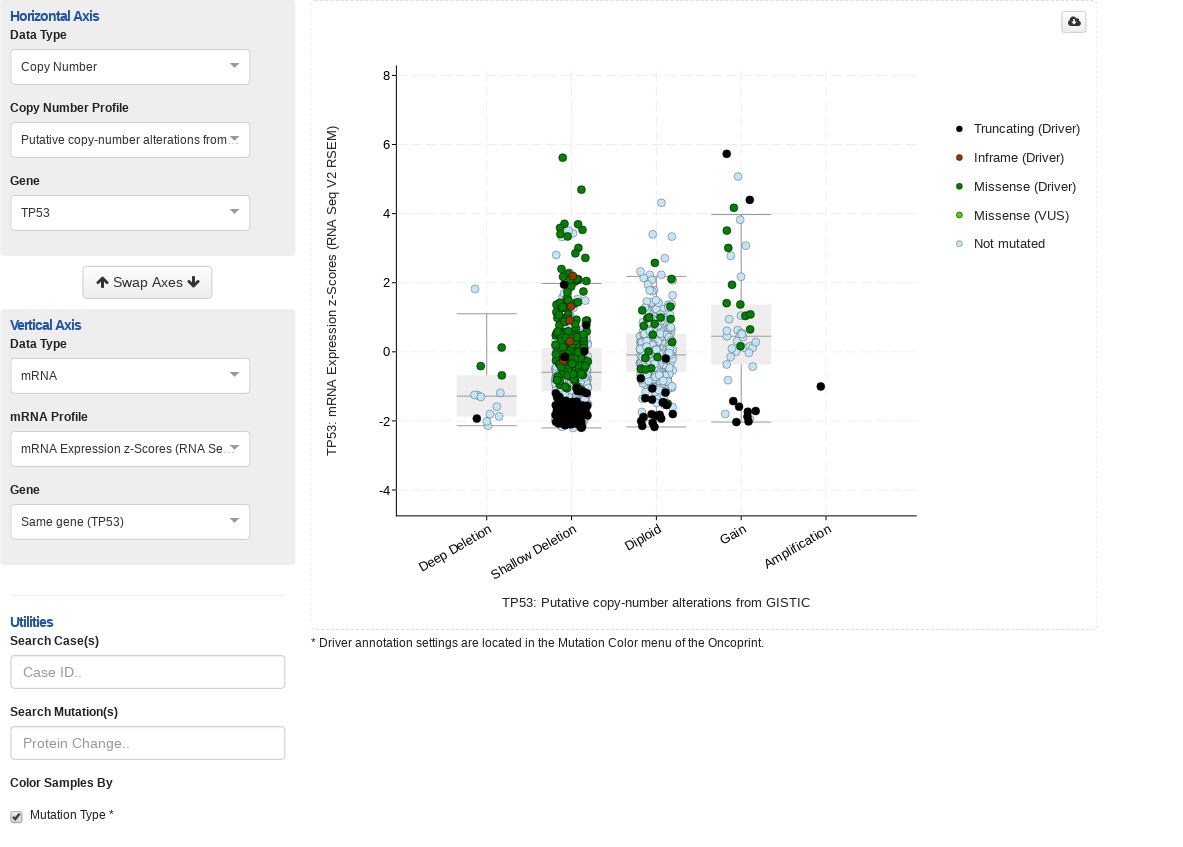 Horizontal Axis
Data Type
Copy Number
Copy Number Profile
Putative copy-number alterations from ...
Gene
TP53
Swap Axes
Vertical Axis
Data Type
mRNA
mRNA Profile
mRNA Expression z-Scores (RNA Se...
Gene
Same gene (TP53)
Utilities
Search Case(s)
Case ID..
Search Mutation(s)
Protein Change..
Color Samples By
Mutation Type *
TP53: mRNA Expression z-Scores (RNA Seq V2 RSEM)
8
6
4
2
0
-2
-4
Deep Deletion
Shallow Deletion
Diploid
Gain
Amplification
TP53: Putative copy-number alterations from GISTIC
Truncating (Driver)
Inframe (Driver)
Missense (Driver)
Missense (VUS)
Not mutated
* Driver annotation settings are located in the Mutation Color menu of the Oncoprint.